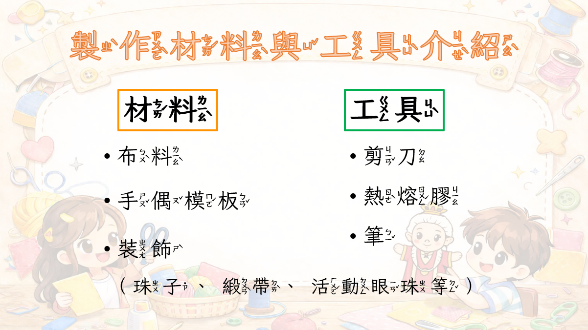 製作材料與工具介紹
材料
• 布料
• 手偶模板
• 裝飾
(珠子、緞帶、活動眼珠等)
工具
• 剪刀
• 熱熔膠
• 筆